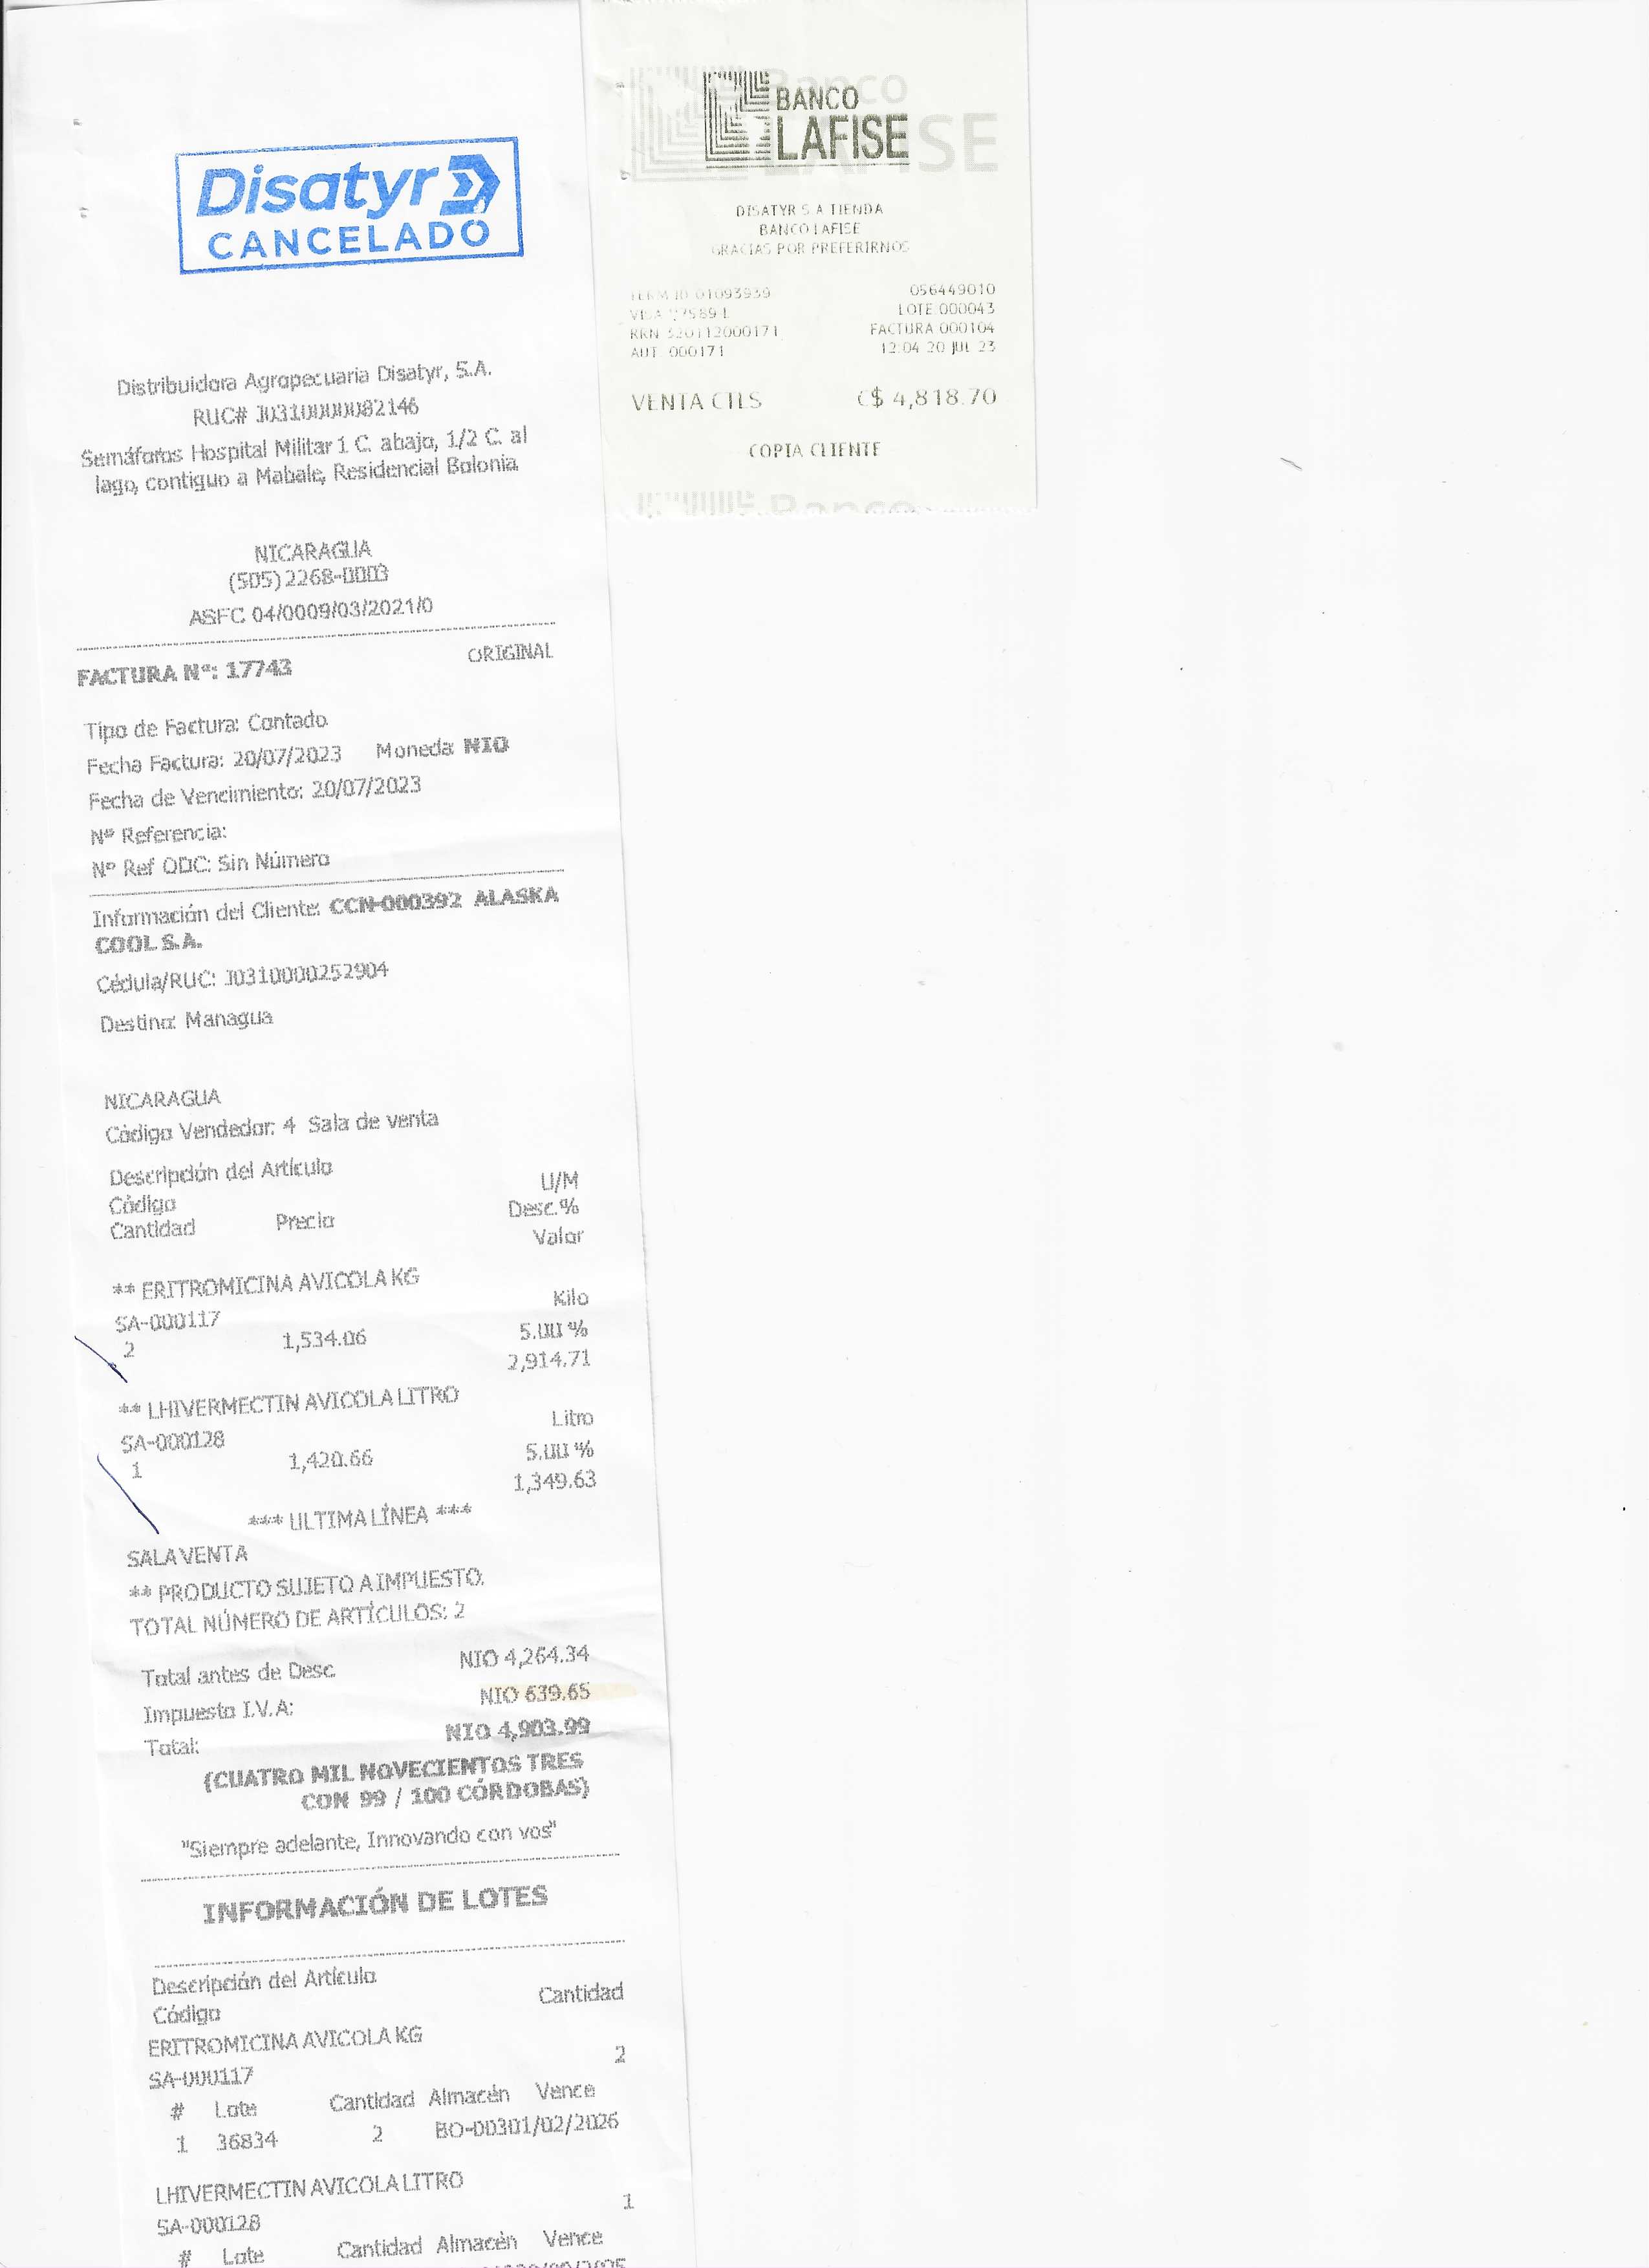 Disatyr
CANCELADO
Distribuidora Agropecuaria Disatyr, S.A.
RUC# J0310000082146
Semáforos Hospital Militar 1 C. abajo, 1/2 C. al
lago, contiguo a Mabale, Residencial Bolonia
NICARAGUA
(505) 2268-0003
ASFC 04/0009/03/2021/0
ORIGINAL
FACTURA Nº: 17743
Tipo de Factura: Contado
Fecha Factura: 20/07/2023 Moneda: NIO
Fecha de Vencimiento: 20/07/2023
Nº Referencia:
Nº Ref ODC: Sin Número
Información del Cliente: CCN-000392 ALASKA
COOL S.A.
Cédula/RUC: J0310000252904
Destino: Managua
NICARAGUA
Código Vendedor: 4 Sala de venta
Descripción del Artículo
U/M
Código
Desc.%
Cantidad Precio
Valor
** ERITROMICINA AVICOLA KG
Kilo
SA-000117
5.00 %
2 1,534.06
2,914.71
** LHIVERMECTIN AVICOLA LITRO
Litro
SA-000128
5.00 %
1 1,420.66
1,349.63
*** ULTIMA LÍNEA ***
SALA VENTA
** PRODUCTO SUJETO A IMPUESTO.
TOTAL NÚMERO DE ARTÍCULOS: 2
Total antes de Desc. NIO 4,264.34
Impuesto I.V.A: NIO 639.65
Total: NIO 4,903.99
(CUATRO MIL NOVECIENTOS TRES
CON 99 / 100 CÓRDOBAS)
"Siempre adelante, Innovando con vos"
INFORMACIÓN DE LOTES
Descripción del Artículo
Código Cantidad
ERITROMICINA AVICOLA KG
SA-000117 2
# Lote Cantidad Almacén Vence
1 36834 2 BO-00301/02/2026
LHIVERMECTIN AVICOLA LITRO
SA-000128 1
# Lote Cantidad Almacén Vence
Banco
LAFISE
BANCO
LAFISE
DISATYR S A TIENDA
BANCO LAFISE
GRACIAS POR PREFERIRNOS
TERM ID 01093939 056449010
VISA LOTE:000043
RRN 320112000171 FACTURA:000104
AUT. 000171 12:04 20 JUL 23
VENTA CTLS C$ 4,818.70
COPIA CLIENTE
Banco